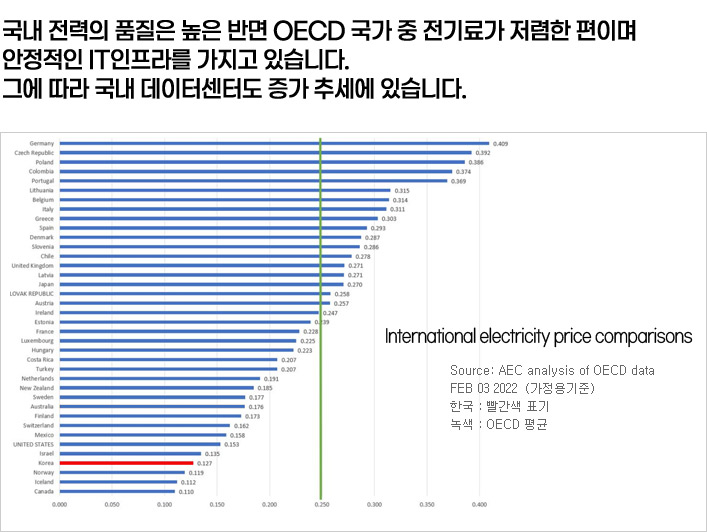 국내 전력의 품질은 높은 반면 OECD 국가 중 전기료가 저렴한 편이며
안정적인 IT인프라를 가지고 있습니다.
그에 따라 국내 데이터센터도 증가 추세에 있습니다.
Germany 0.409
Czech Republic 0.392
Poland 0.386
Colombia 0.374
Portugal 0.369
Lithuania 0.315
Belgium 0.314
Italy 0.311
Greece 0.303
Spain 0.293
Denmark 0.287
Slovenia 0.286
Chile 0.278
United Kingdom 0.271
Latvia 0.271
Japan 0.270
LOVAK REPUBLIC 0.258
Austria 0.257
Ireland 0.247
Estonia 0.239
France 0.228
Luxembourg 0.225
Hungary 0.223
Costa Rica 0.207
Turkey 0.207
Netherlands 0.191
New Zealand 0.185
Sweden 0.177
Australia 0.176
Finland 0.173
Switzerland 0.162
Mexico 0.158
UNITED STATES 0.153
Israel 0.135
Korea 0.127
Norway 0.119
Iceland 0.112
Canada 0.110
0.000 0.050 0.100 0.150 0.200 0.250 0.300 0.350 0.400
International electricity price comparisons
Source: AEC analysis of OECD data
FEB 03 2022 (가정용기준)
한국 : 빨간색 표기
녹색 : OECD 평균